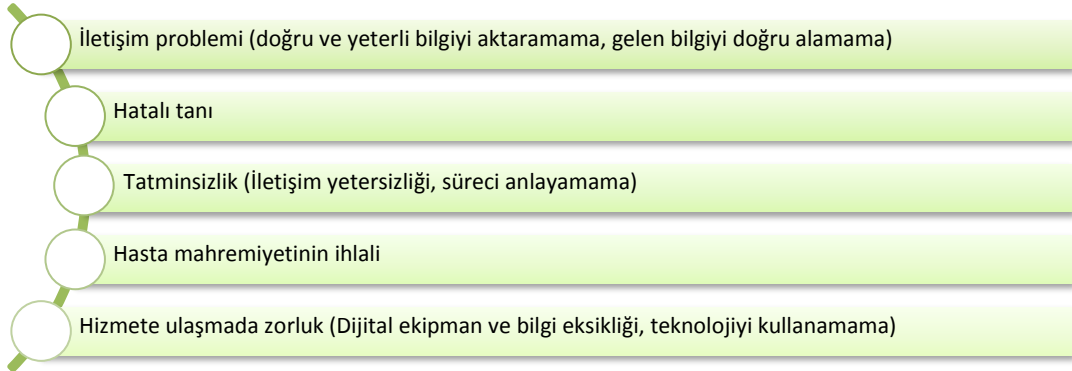 İletişim problemi (doğru ve yeterli bilgiyi aktaramama, gelen bilgiyi doğru alamama)
Hatalı tanı
Tatminsizlik (İletişim yetersizliği, süreci anlayamama)
Hasta mahremiyetinin ihlali
Hizmete ulaşmada zorluk (Dijital ekipman ve bilgi eksikliği, teknolojiyi kullanamama)